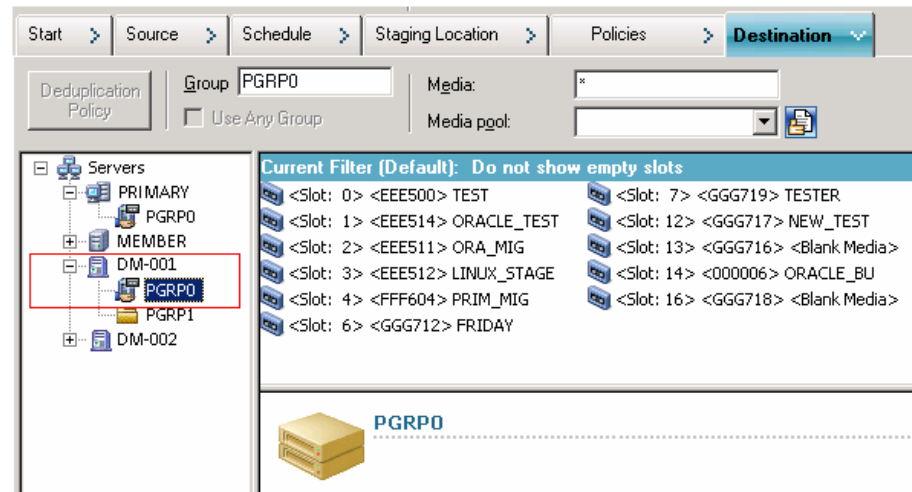 Start
Source
Schedule
Staging Location
Policies
Destination
Deduplication
Policy
Group PGRP0
Use Any Group
Media: *
Media pool:
Servers
PRIMARY
PGRP0
MEMBER
DM-001
PGRP0
PGRP1
DM-002
Current Filter (Default): Do not show empty slots
<Slot: 0> <EEE500> TEST
<Slot: 1> <EEE514> ORACLE_TEST
<Slot: 2> <EEE511> ORA_MIG
<Slot: 3> <EEE512> LINUX_STAGE
<Slot: 4> <FFF604> PRIM_MIG
<Slot: 6> <GGG712> FRIDAY
<Slot: 7> <GGG719> TESTER
<Slot: 12> <GGG717> NEW_TEST
<Slot: 13> <GGG716> <Blank Media>
<Slot: 14> <000006> ORACLE_BU
<Slot: 16> <GGG718> <Blank Media>
PGRP0